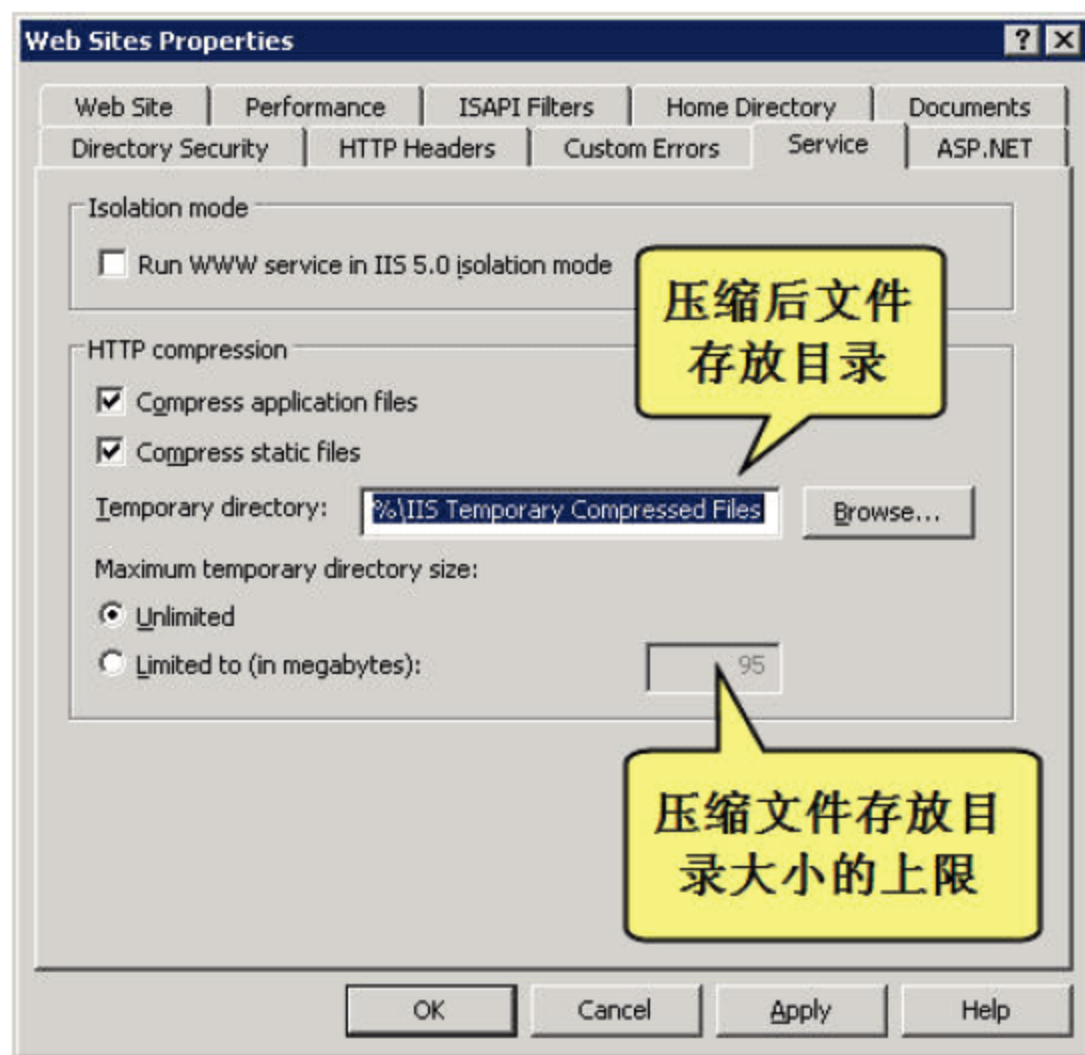 Web Sites Properties
Web Site Performance ISAPI Filters Home Directory Documents
Directory Security HTTP Headers Custom Errors Service ASP.NET
Isolation mode
Run WWW service in IIS 5.0 isolation mode
压缩后文件
存放目录
HTTP compression
Compress application files
Compress static files
Temporary directory: %\IIS Temporary Compressed Files Browse...
Maximum temporary directory size:
Unlimited
Limited to (in megabytes): 95
压缩文件存放目
录大小的上限
OK Cancel Apply Help